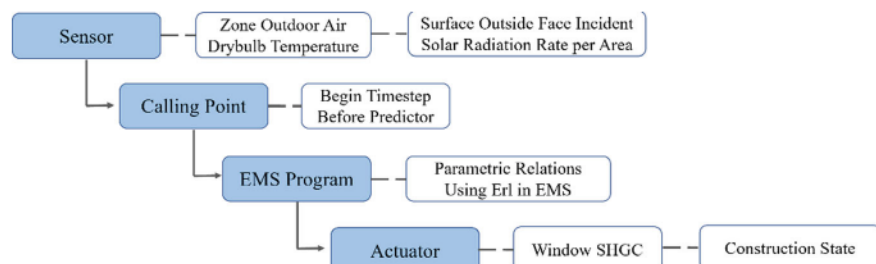 Sensor
Zone Outdoor Air
Drybulb Temperature
Surface Outside Face Incident
Solar Radiation Rate per Area
Calling Point
Begin Timestep
Before Predictor
EMS Program
Parametric Relations
Using Erl in EMS
Actuator
Window SHGC
Construction State